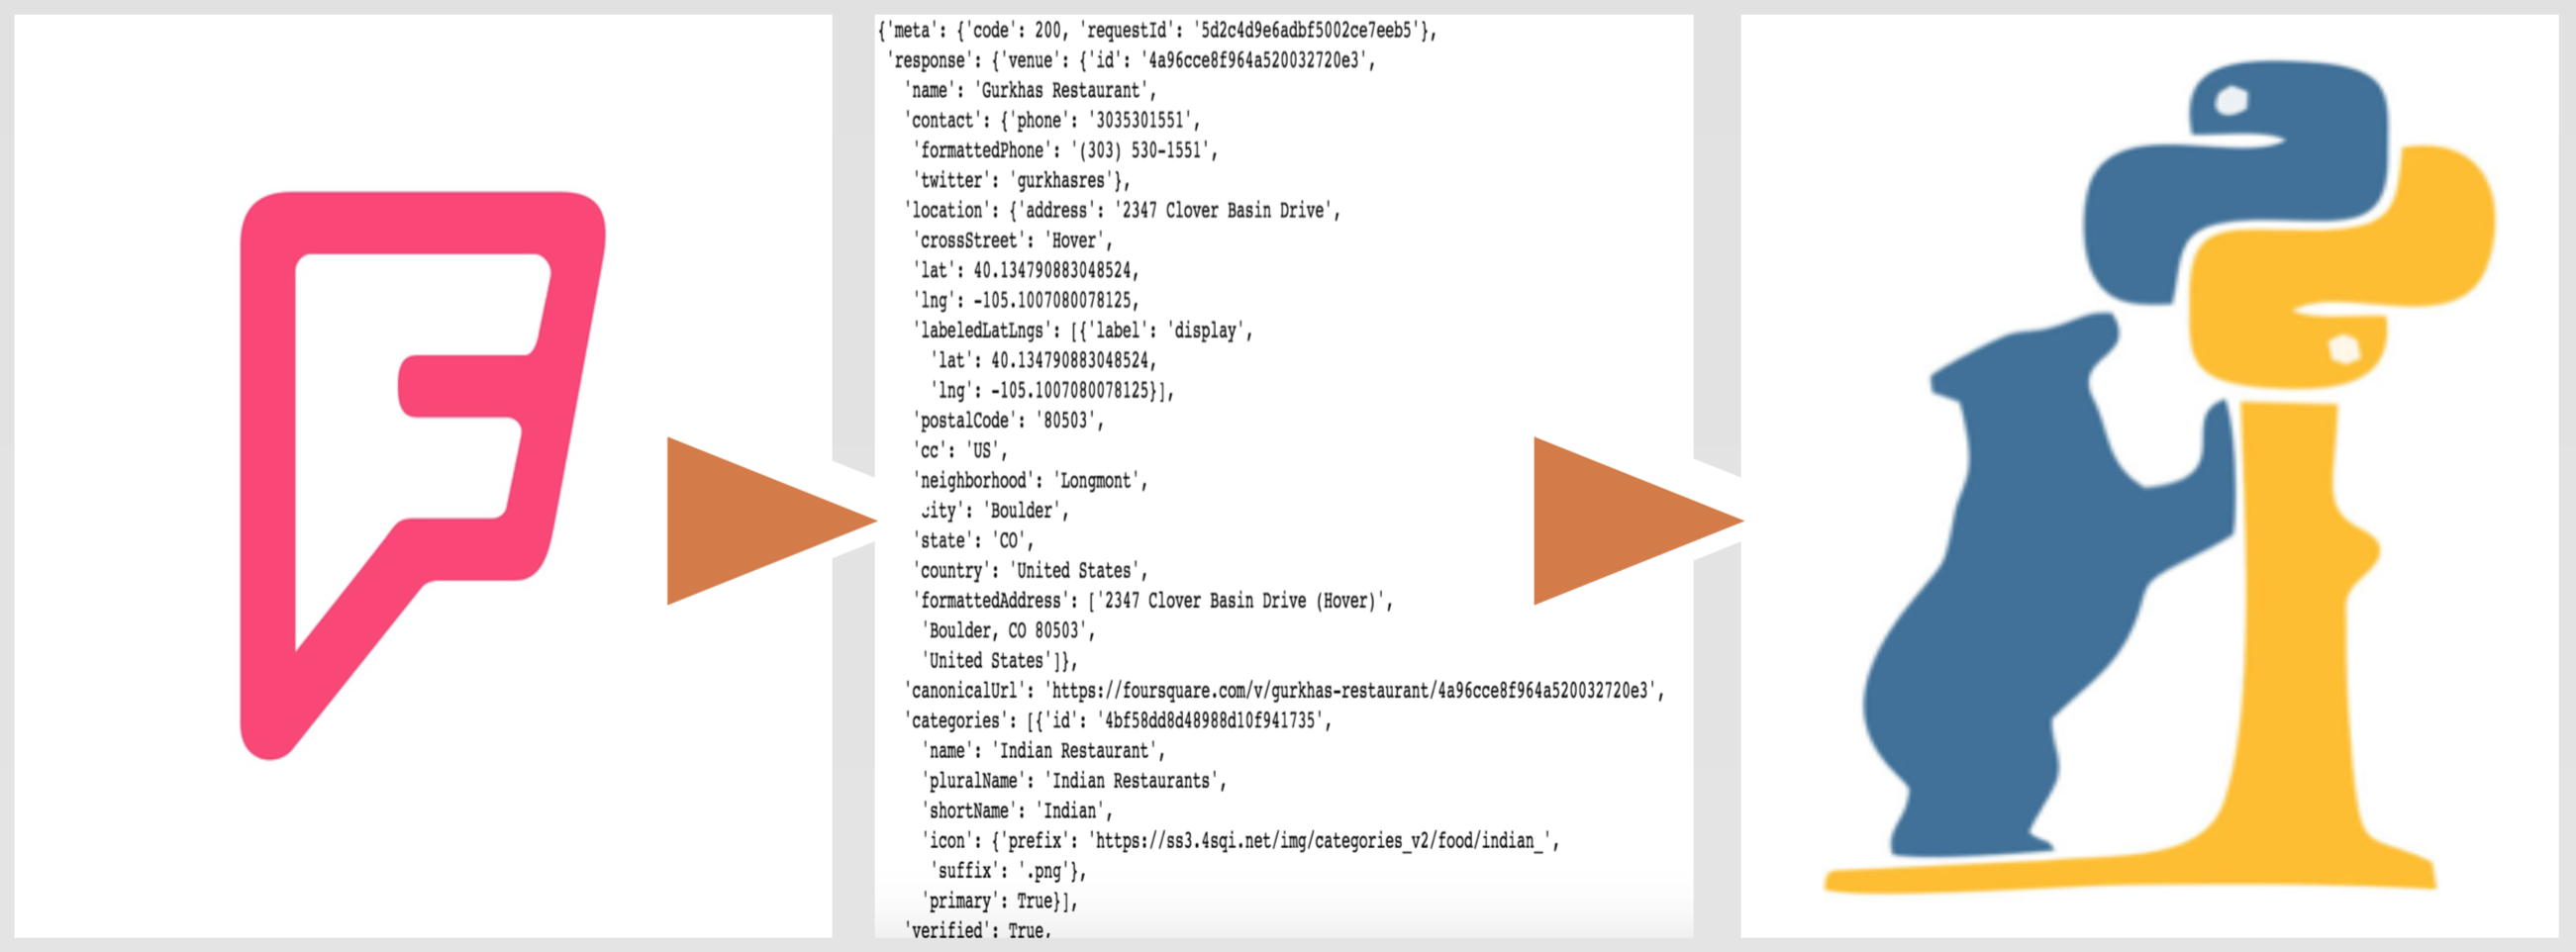 {'meta': {'code': 200, 'requestId': '5d2c4d9e6adbf5002ce7eeb5'},
'response': {'venue': {'id': '4a96cce8f964a520032720e3',
'name': 'Gurkhas Restaurant',
'contact': {'phone': '3035301551',
'formattedPhone': '(303) 530-1551',
'twitter': 'gurkhasres'},
'location': {'address': '2347 Clover Basin Drive',
'crossStreet': 'Hover',
'lat': 40.134790883048524,
'lng': -105.1007080078125,
'labeledLatLngs': [{'label': 'display',
'lat': 40.134790883048524,
'lng': -105.1007080078125}],
'postalCode': '80503',
'cc': 'US',
'neighborhood': 'Longmont',
city': 'Boulder',
'state': 'CO',
'country': 'United States',
'formattedAddress': ['2347 Clover Basin Drive (Hover)',
'Boulder, CO 80503',
'United States']},
'canonicalUrl': 'https://foursquare.com/v/gurkhas-restaurant/4a96cce8f964a520032720e3',
'categories': [{'id': '4bf58dd8d48988d10f941735',
'name': 'Indian Restaurant',
'pluralName': 'Indian Restaurants',
'shortName': 'Indian',
'icon': {'prefix': 'https://ss3.4sqi.net/img/categories_v2/food/indian_',
'suffix': '.png'},
'primary': True}],
'verified': True,